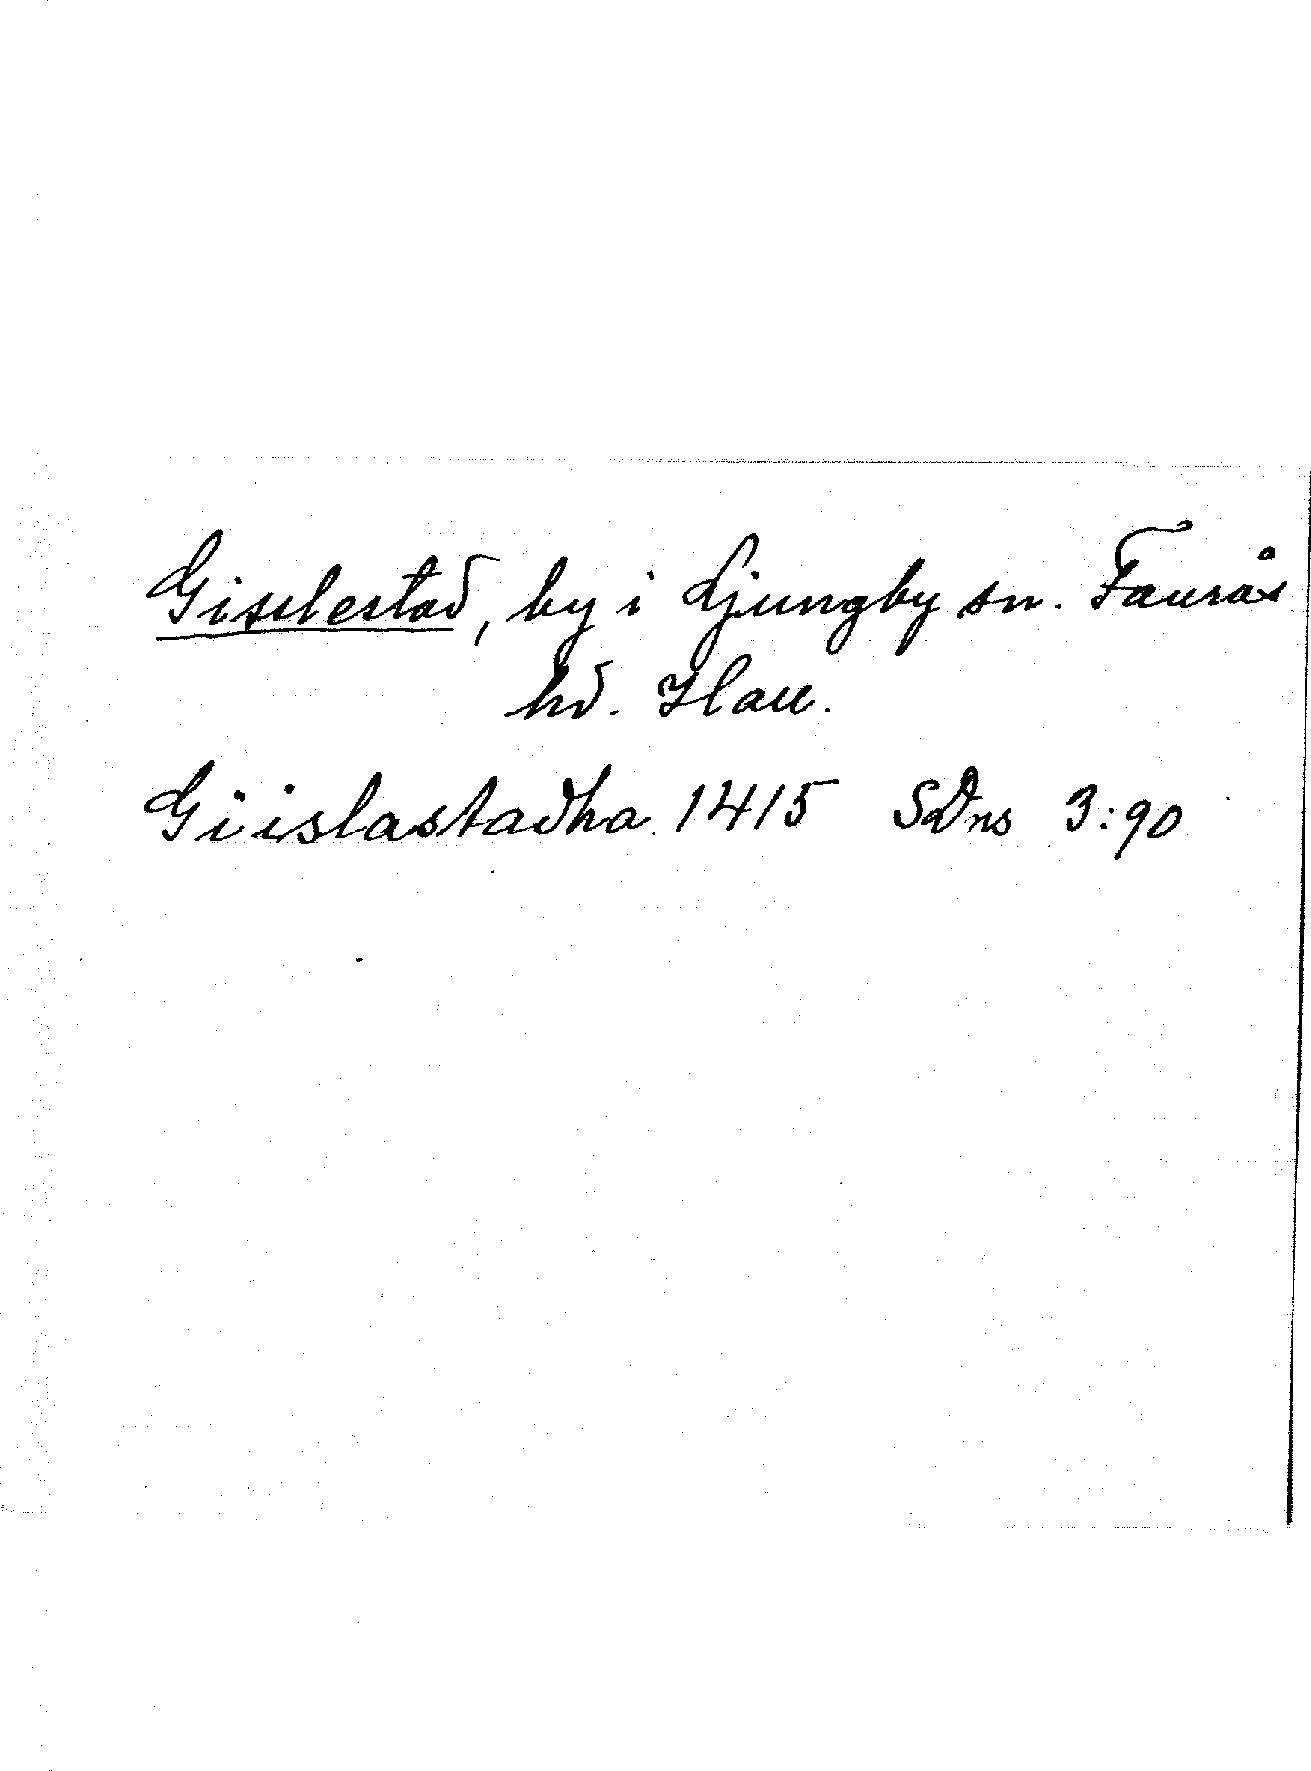 Gisslestad, by i Ljungby sn. Faurås
hd. Hall.
Giislastadha 1415 SDns 3:90